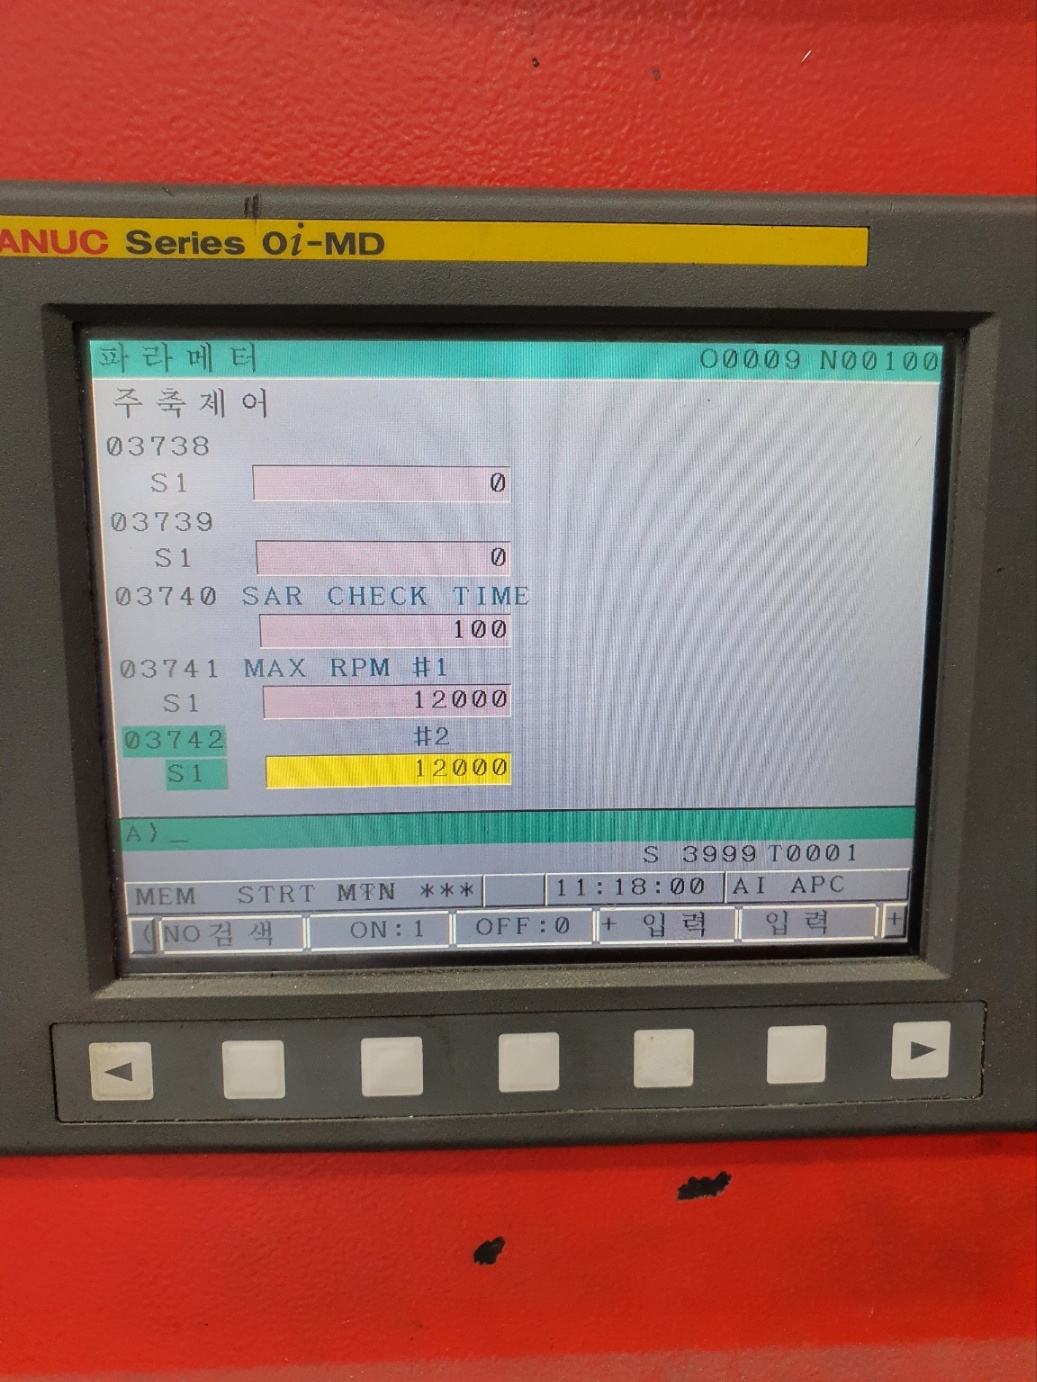 ANUC Series 0i-MD
파라메터 O0009 N00100
주축제어
03738
S1 0
03739
S1 0
03740 SAR CHECK TIME
100
03741 MAX RPM #1
S1 12000
03742 #2
S1 12000
A)_
S 3999 T0001
MEM STRT MTN *** 11:18:00 AI APC
(NO검색 ON:1 OFF:0 +입력 입력 +